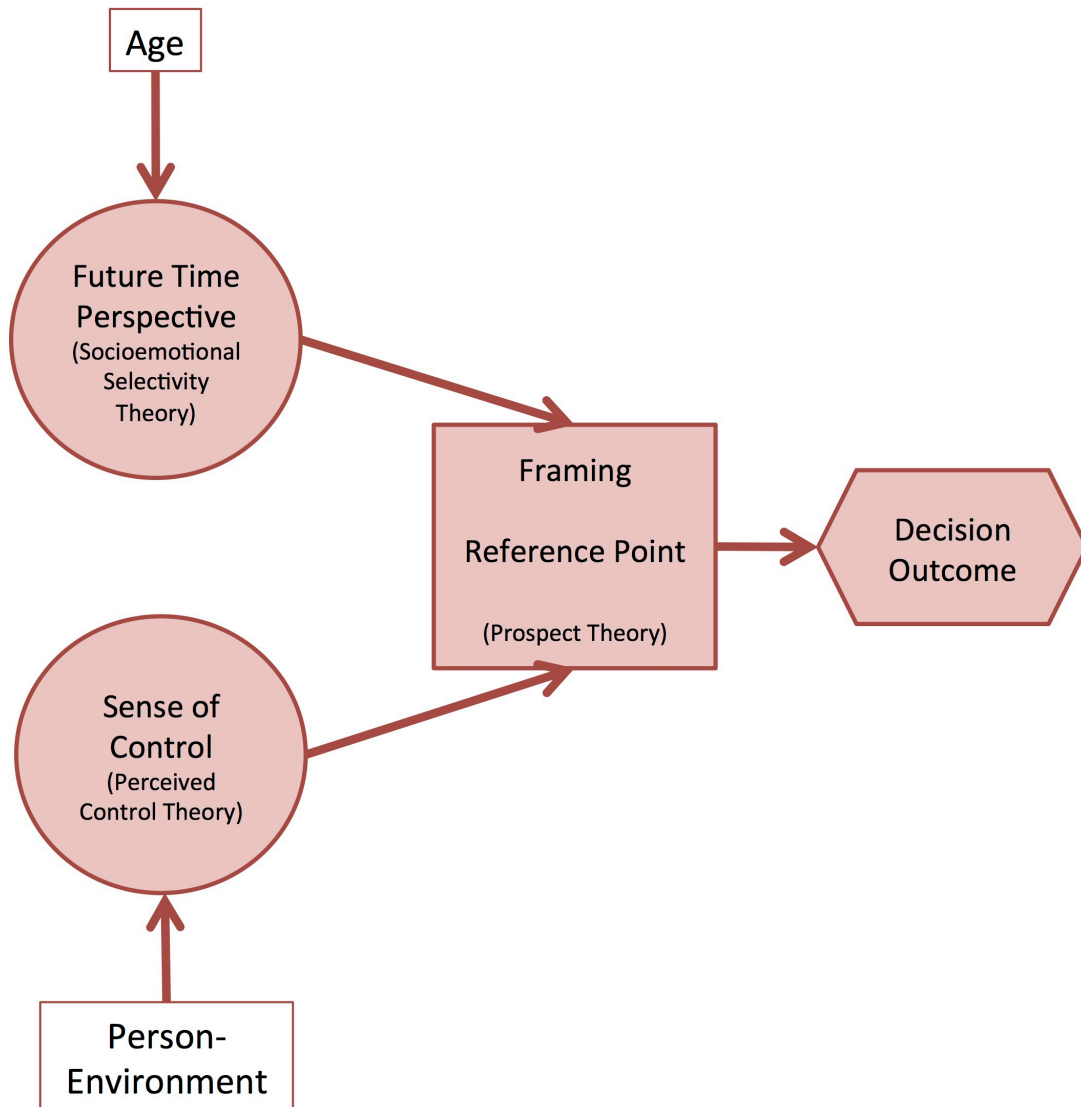 Age
Future Time
Perspective
(Socioemotional
Selectivity
Theory)
Framing
Reference Point
(Prospect Theory)
Decision
Outcome
Sense of
Control
(Perceived
Control Theory)
Person-
Environment